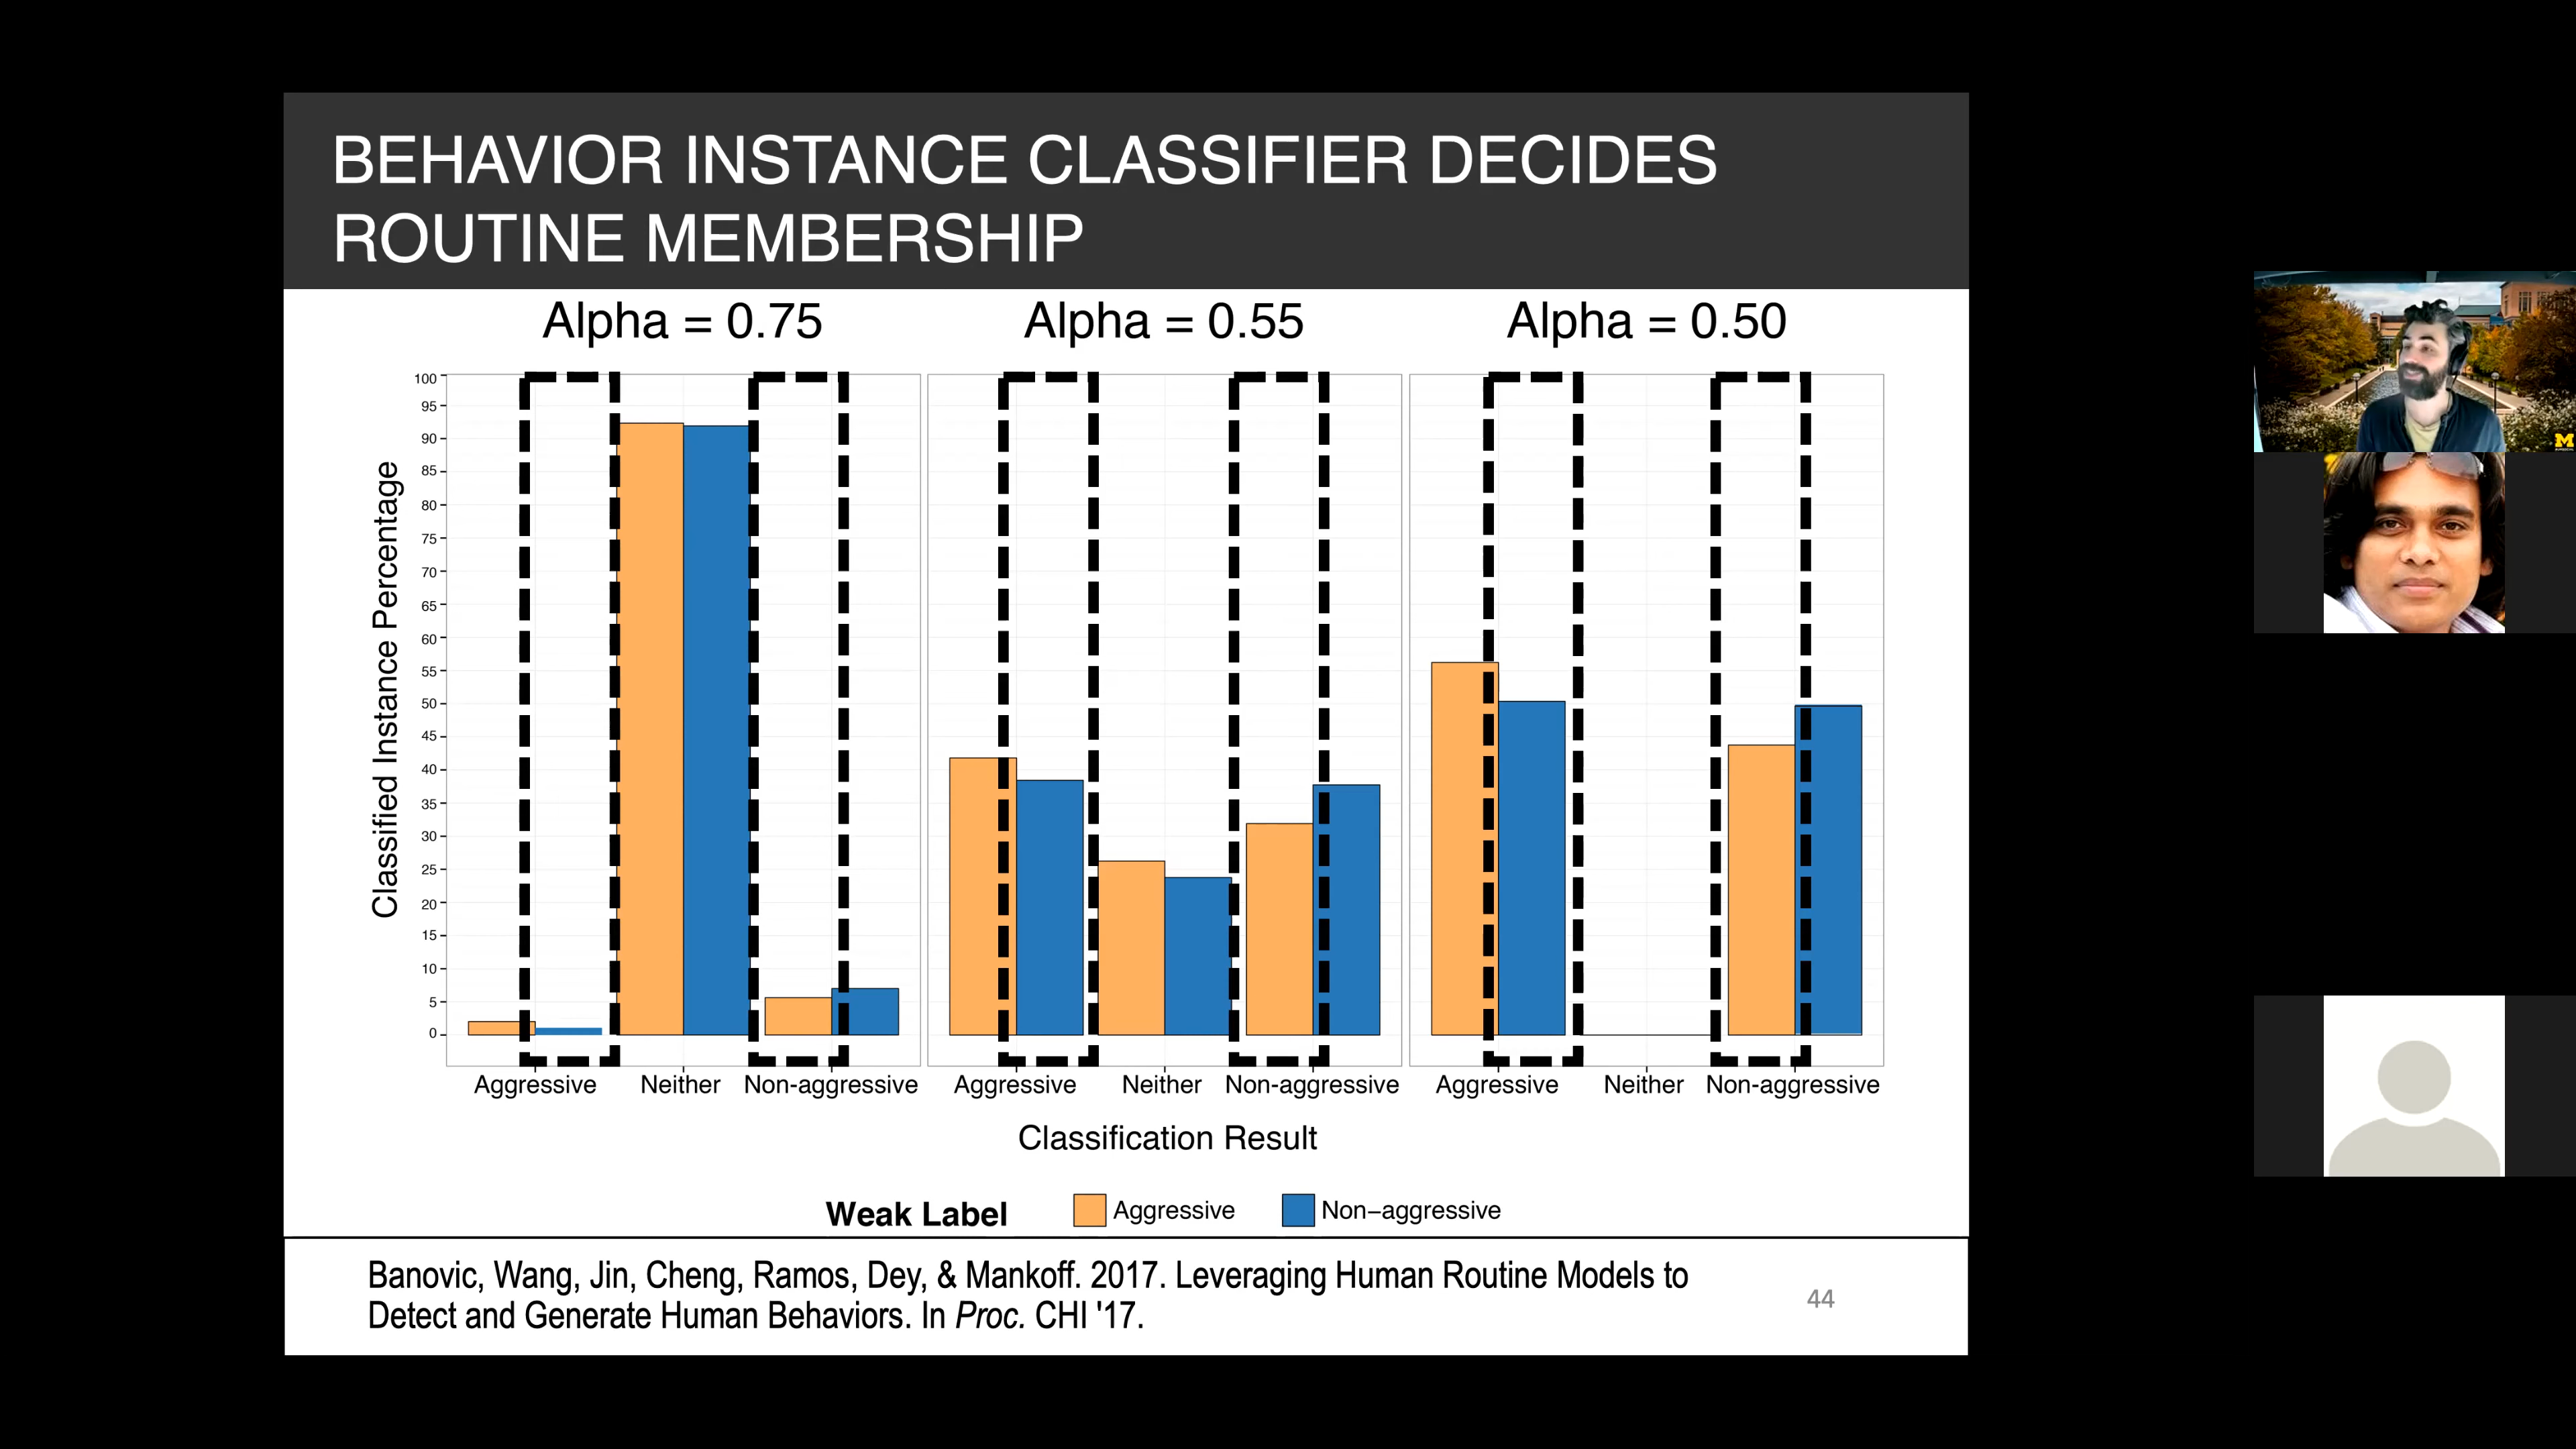 BEHAVIOR INSTANCE CLASSIFIER DECIDES
ROUTINE MEMBERSHIP
Alpha = 0.75
Alpha = 0.55
Alpha = 0.50
Classified Instance Percentage
100
95
90
85
80
75
70
65
60
55
50
45
40
35
30
25
20
15
10
5
0
Aggressive Neither Non-aggressive
Aggressive Neither Non-aggressive
Aggressive Neither Non-aggressive
Classification Result
Weak Label Aggressive Non–aggressive
Banovic, Wang, Jin, Cheng, Ramos, Dey, & Mankoff. 2017. Leveraging Human Routine Models to
Detect and Generate Human Behaviors. In Proc. CHI '17.
44
M